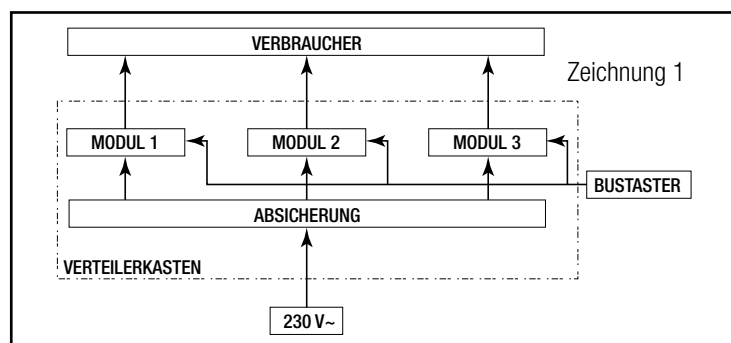 VERBRAUCHER
Zeichnung 1
MODUL 1 MODUL 2 MODUL 3
BUSTASTER
ABSICHERUNG
VERTEILERKASTEN
230 V~